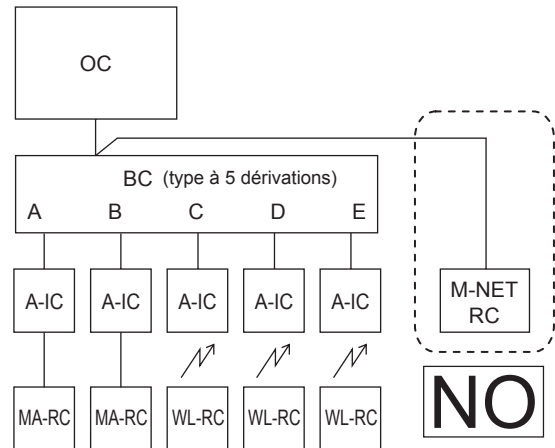 OC
BC (type à 5 dérivations)
A B C D E
A-IC A-IC A-IC A-IC A-IC
M-NET
RC
MA-RC MA-RC WL-RC WL-RC WL-RC
NO